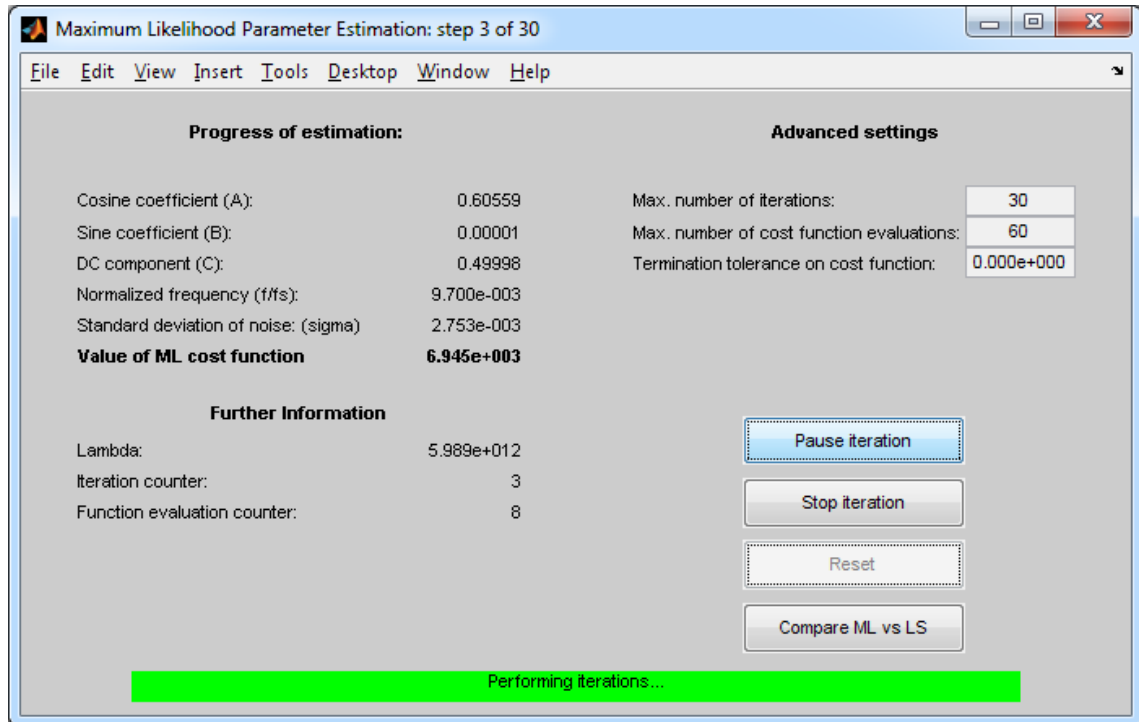 Maximum Likelihood Parameter Estimation: step 3 of 30
File Edit View Insert Tools Desktop Window Help
Progress of estimation:
Cosine coefficient (A): 0.60559
Sine coefficient (B): 0.00001
DC component (C): 0.49998
Normalized frequency (f/fs): 9.700e-003
Standard deviation of noise: (sigma) 2.753e-003
Value of ML cost function 6.945e+003
Further Information
Lambda: 5.989e+012
Iteration counter: 3
Function evaluation counter: 8
Advanced settings
Max. number of iterations: 30
Max. number of cost function evaluations: 60
Termination tolerance on cost function: 0.000e+000
Pause iteration
Stop iteration
Reset
Compare ML vs LS
Performing iterations...